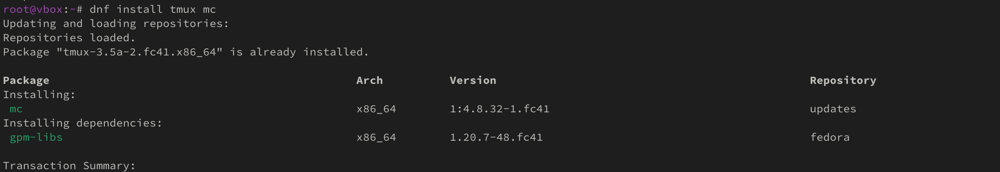 root@vbox:~# dnf install tmux mc
Updating and loading repositories:
Repositories loaded.
Package "tmux-3.5a-2.fc41.x86_64" is already installed.
Package Arch Version Repository
Installing:
mc x86_64 1:4.8.32-1.fc41 updates
Installing dependencies:
gpm-libs x86_64 1.20.7-48.fc41 fedora
Transaction Summary: